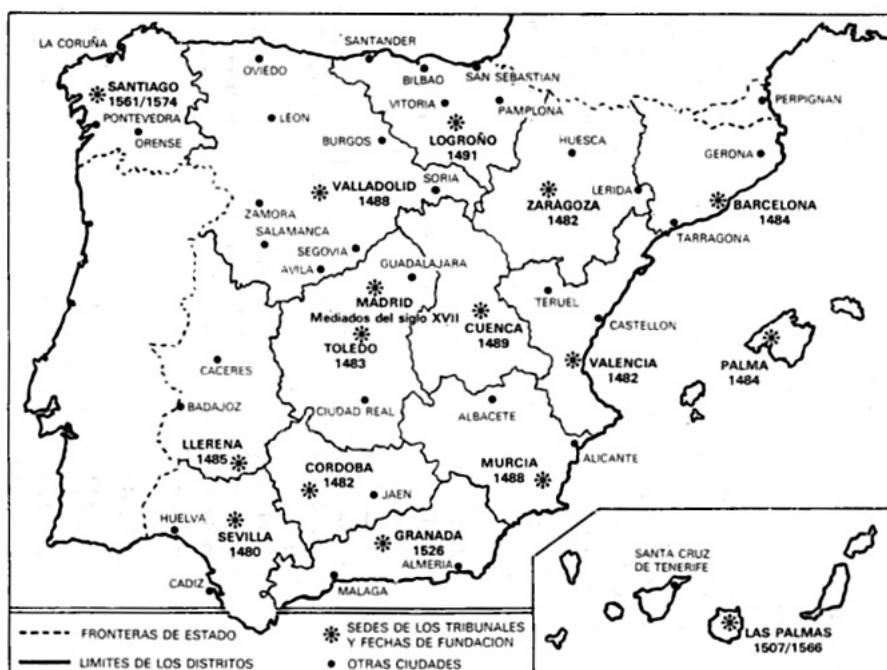 LA CORUÑA
SANTIAGO
1561/1574
PONTEVEDRA
ORENSE
OVIEDO
LEON
SANTANDER
BILBAO
SAN SEBASTIAN
VITORIA
PAMPLONA
LOGROÑO
1491
BURGOS
HUESCA
PERPIGNAN
GERONA
VALLADOLID
1488
SORIA
ZARAGOZA
1482
LERIDA
BARCELONA
1484
TARRAGONA
ZAMORA
SALAMANCA
SEGOVIA
AVILA
GUADALAJARA
MADRID
Mediados del siglo XVII
TOLEDO
1483
CUENCA
1489
TERUEL
CASTELLON
VALENCIA
1482
PALMA
1484
CACERES
BADAJOZ
CIUDAD REAL
ALBACETE
LLERENA
1485
CORDOBA
1482
JAEN
MURCIA
1488
ALICANTE
HUELVA
SEVILLA
1480
GRANADA
1526
ALMERIA
CADIZ
MALAGA
SANTA CRUZ
DE TENERIFE
LAS PALMAS
1507/1566
FRONTERAS DE ESTADO
SEDES DE LOS TRIBUNALES
Y FECHAS DE FUNDACION
LIMITES DE LOS DISTRITOS
OTRAS CIUDADES